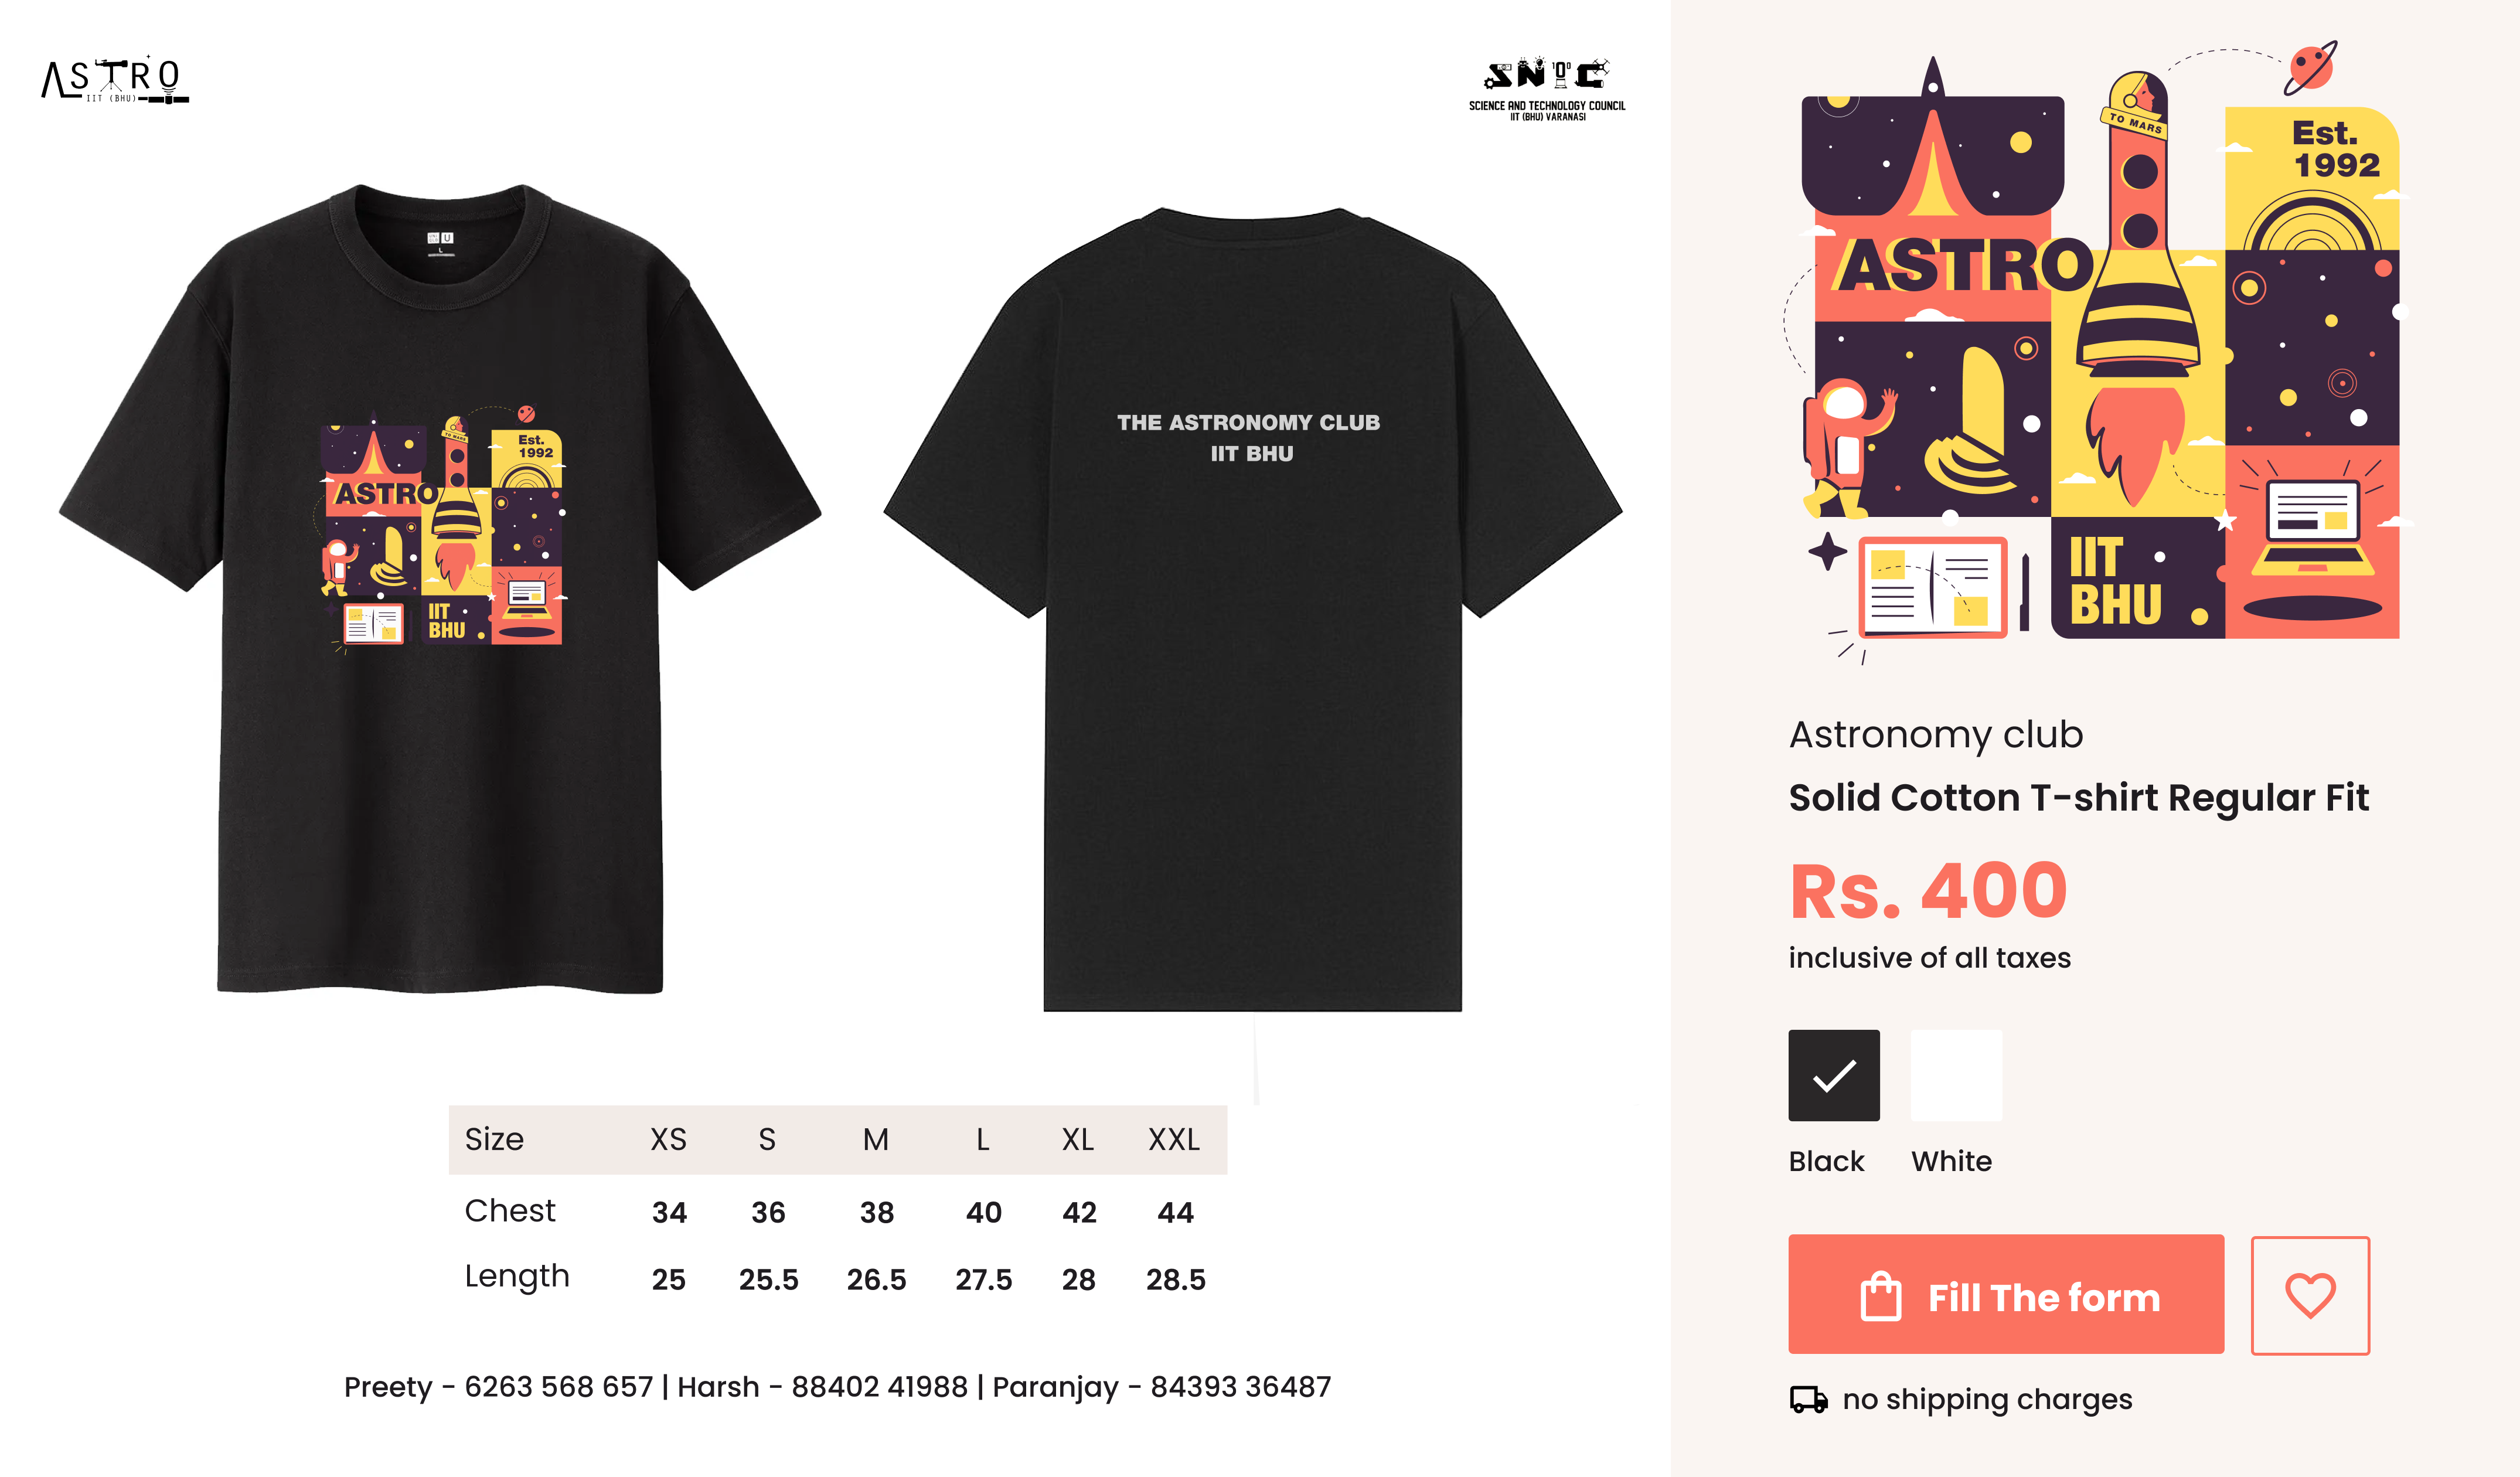 ASTRO
IIT (BHU)
SNTC
SCIENCE AND TECHNOLOGY COUNCIL
IIT (BHU) VARANASI
U
L
TO MARS
Est.
1992
ASTRO
IIT
BHU
THE ASTRONOMY CLUB
IIT BHU
TO MARS
Est.
1992
ASTRO
IIT
BHU
Astronomy club
Solid Cotton T-shirt Regular Fit
Rs. 400
inclusive of all taxes
Black White
Fill The form
no shipping charges
Size XS S M L XL XXL
Chest 34 36 38 40 42 44
Length 25 25.5 26.5 27.5 28 28.5
Preety - 6263 568 657 | Harsh - 88402 41988 | Paranjay - 84393 36487